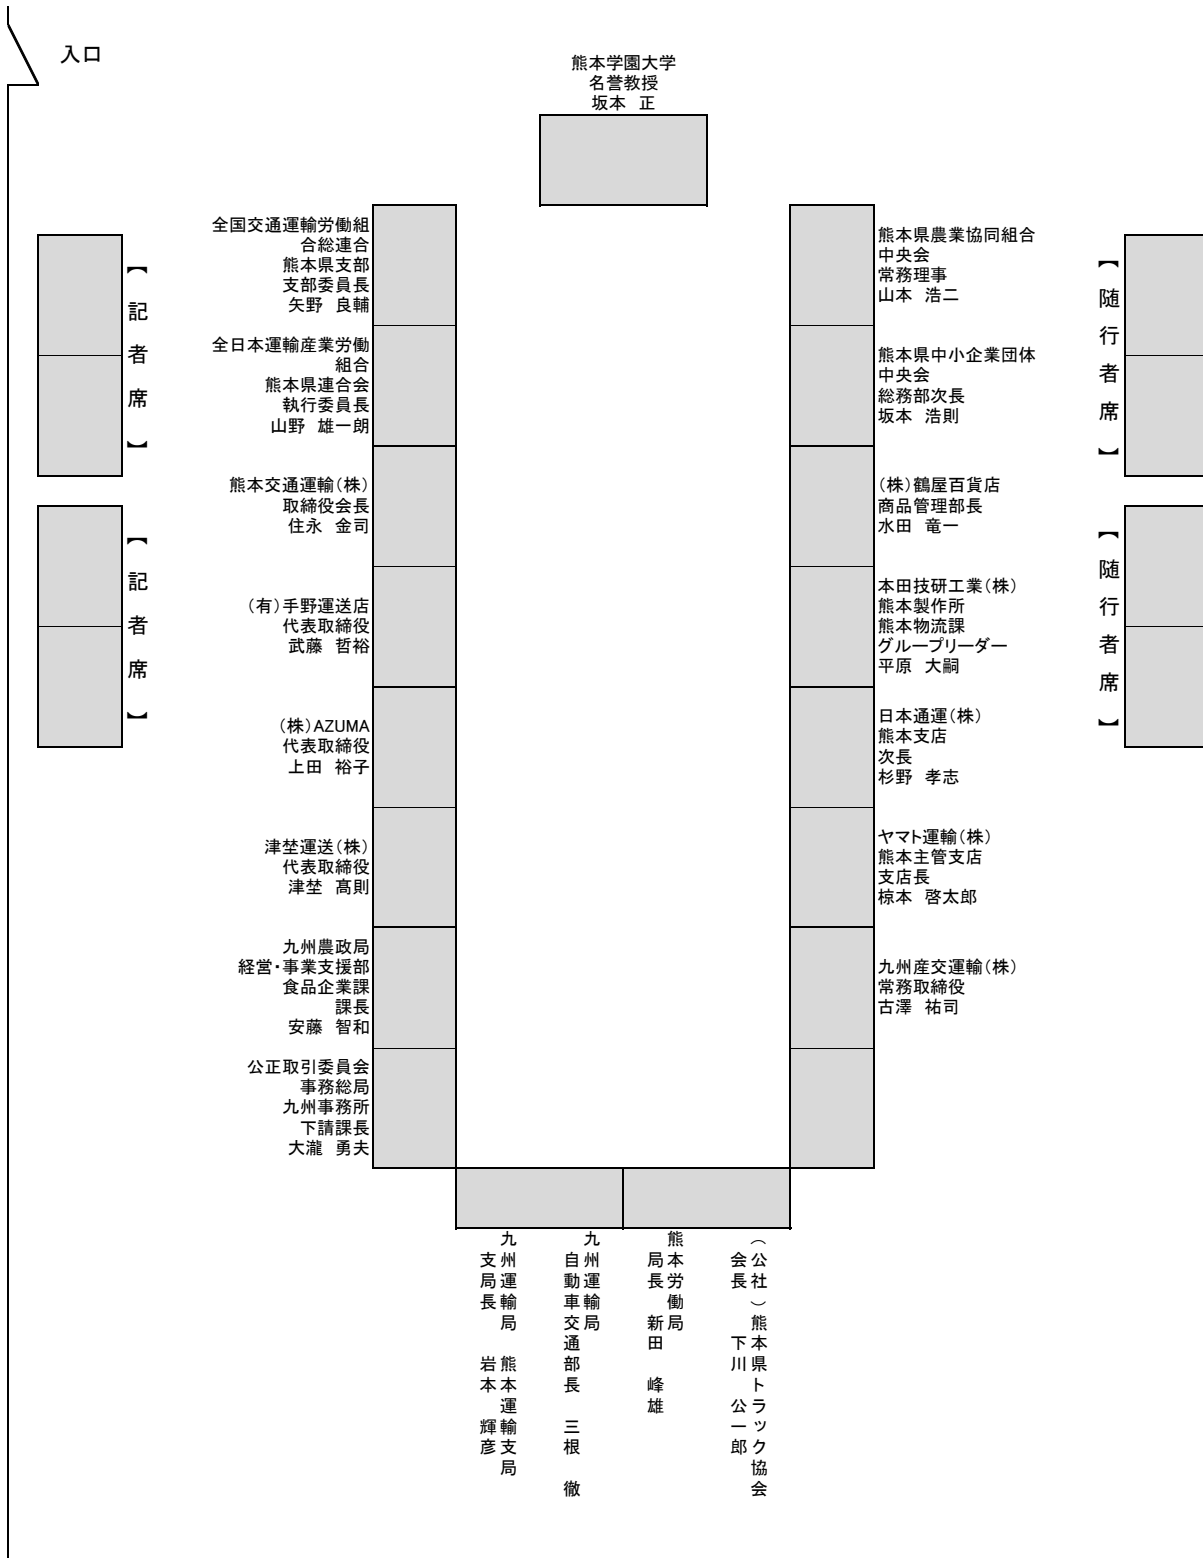 入口
熊本学園大学
名誉教授
坂本 正
全国交通運輸労働組
合総連合
熊本県支部
支部委員長
矢野 良輔
全日本運輸産業労働
組合
熊本県連合会
執行委員長
山野 雄一朗
熊本交通運輸(株)
取締役会長
住永 金司
(有)手野運送店
代表取締役
武藤 哲裕
(株)AZUMA
代表取締役
上田 裕子
津埜運送(株)
代表取締役
津埜 髙則
九州農政局
経営・事業支援部
食品企業課
課長
安藤 智和
公正取引委員会
事務総局
九州事務所
下請課長
大瀧 勇夫
熊本県農業協同組合
中央会
常務理事
山本 浩二
熊本県中小企業団体
中央会
総務部次長
坂本 浩則
(株)鶴屋百貨店
商品管理部長
水田 竜一
本田技研工業(株)
熊本製作所
熊本物流課
グループリーダー
平原 大嗣
日本通運(株)
熊本支店
次長
杉野 孝志
ヤマト運輸(株)
熊本主管支店
支店長
椋本 啓太郎
九州産交運輸(株)
常務取締役
古澤 祐司
【記者席】
【記者席】
【随行者席】
【随行者席】
(公社)熊本県トラック協会
会長 下川 公一郎
熊本労働局
局長 新田 峰雄
九州運輸局
自動車交通部長 三根 徹
九州運輸局 熊本運輸支局
支局長 岩本 輝彦